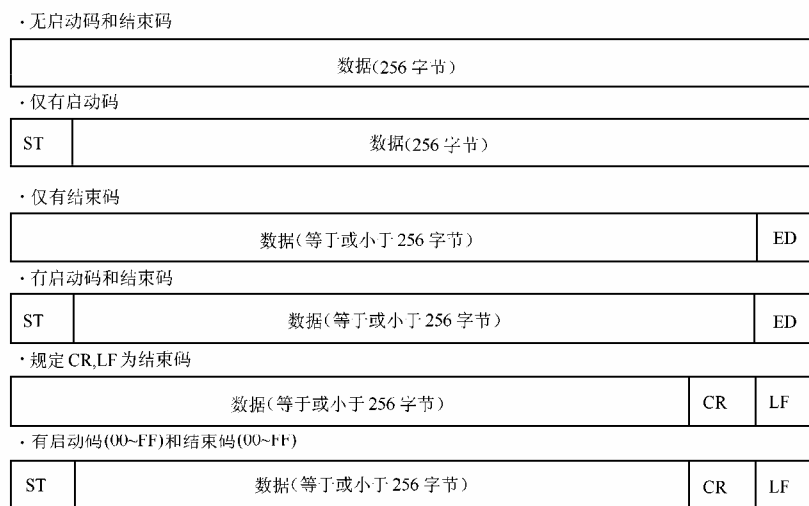 ·无启动码和结束码
数据(256 字节)
·仅有启动码
ST 数据(256 字节)
·仅有结束码
数据(等于或小于 256 字节) ED
·有启动码和结束码
ST 数据(等于或小于 256 字节) ED
·规定 CR,LF 为结束码
数据(等于或小于 256 字节) CR LF
·有启动码(00~FF)和结束码(00~FF)
ST 数据(等于或小于 256 字节) CR LF